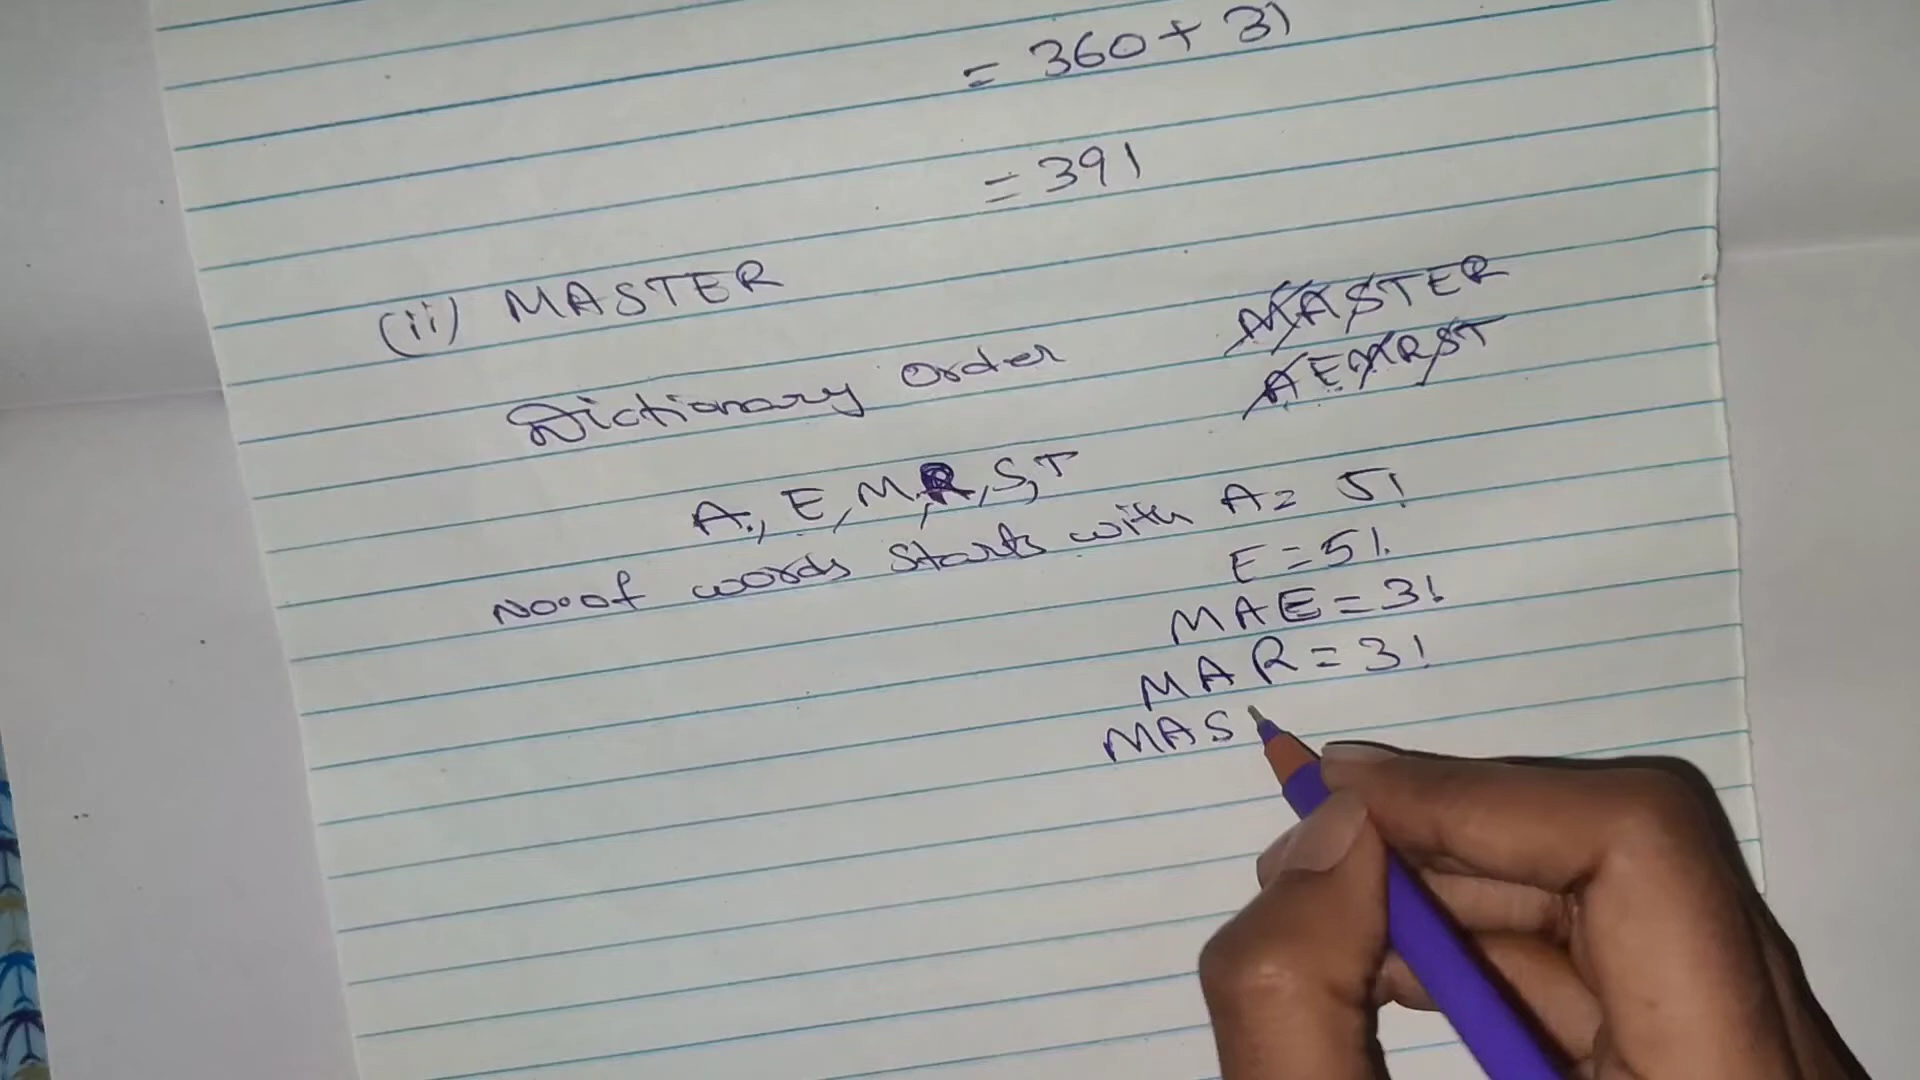 = 360 + 31
= 391
(ii) MASTER
MASTER
Dictionary Order
AEMRST
A, E, M, R, S, T
No. of words starts with A = 5!
E = 5!
MAE = 3!
MAR = 3!
MAS